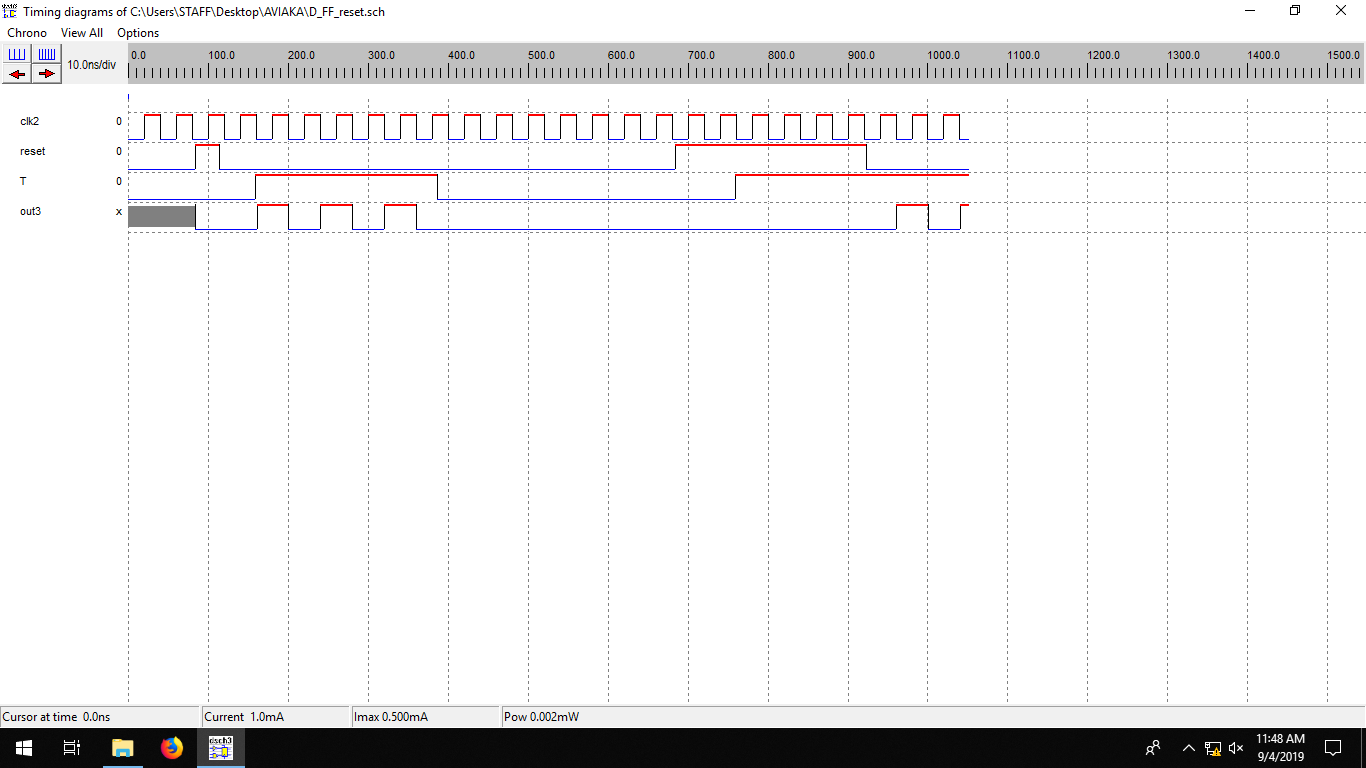 Timing diagrams of C:\Users\STAFF\Desktop\AVIAKA\D_FF_reset.sch
Chrono View All Options
10.0ns/div
0.0 100.0 200.0 300.0 400.0 500.0 600.0 700.0 800.0 900.0 1000.0 1100.0 1200.0 1300.0 1400.0 1500.0
clk2 0
reset 0
T 0
out3 x
Cursor at time 0.0ns Current 1.0mA Imax 0.500mA Pow 0.002mW
dsch3
11:48 AM
9/4/2019